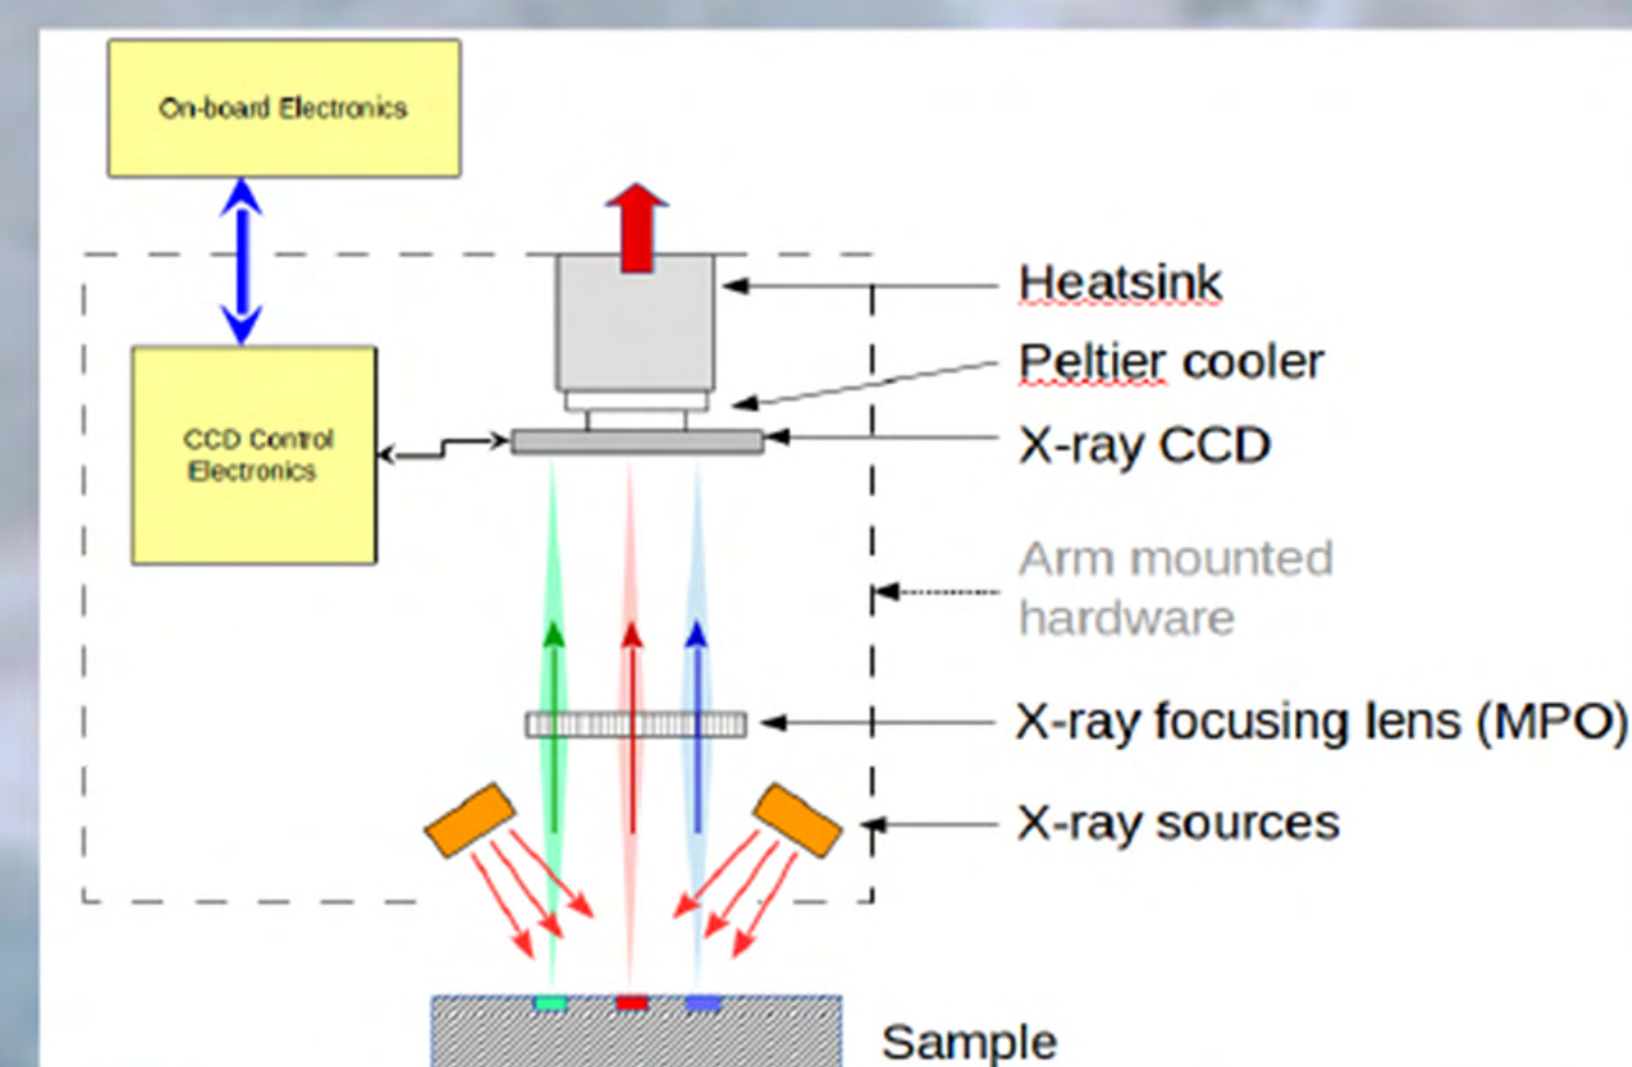 On-board Electronics
Heatsink
Peltier cooler
CCD Control
Electronics
X-ray CCD
Arm mounted
hardware
X-ray focusing lens (MPO)
X-ray sources
Sample